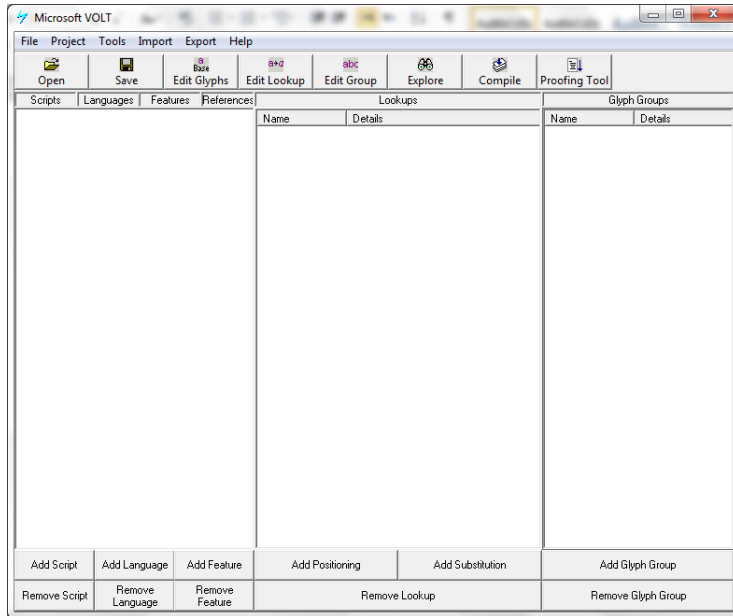 Microsoft VOLT
File Project Tools Import Export Help
a Base a+a abc
Open Save Edit Glyphs Edit Lookup Edit Group Explore Compile Proofing Tool
Scripts Languages Features References Lookups Glyph Groups
Name Details Name Details
Add Script Add Language Add Feature Add Positioning Add Substitution Add Glyph Group
Remove Script Remove Language Remove Feature Remove Lookup Remove Glyph Group